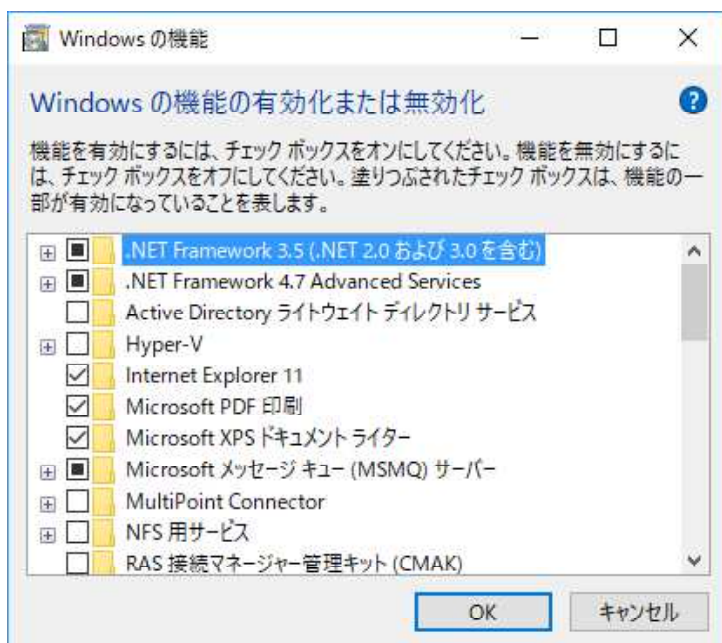 Windows の機能
Windows の機能の有効化または無効化
機能を有効にするには、チェック ボックスをオンにしてください。機能を無効にするに
は、チェック ボックスをオフにしてください。塗りつぶされたチェック ボックスは、機能の一
部が有効になっていることを表します。
.NET Framework 3.5 (.NET 2.0 および 3.0 を含む)
.NET Framework 4.7 Advanced Services
Active Directory ライトウェイト ディレクトリ サービス
Hyper-V
Internet Explorer 11
Microsoft PDF 印刷
Microsoft XPS ドキュメント ライター
Microsoft メッセージ キュー (MSMQ) サーバー
MultiPoint Connector
NFS 用サービス
RAS 接続マネージャー管理キット (CMAK)
OK キャンセル